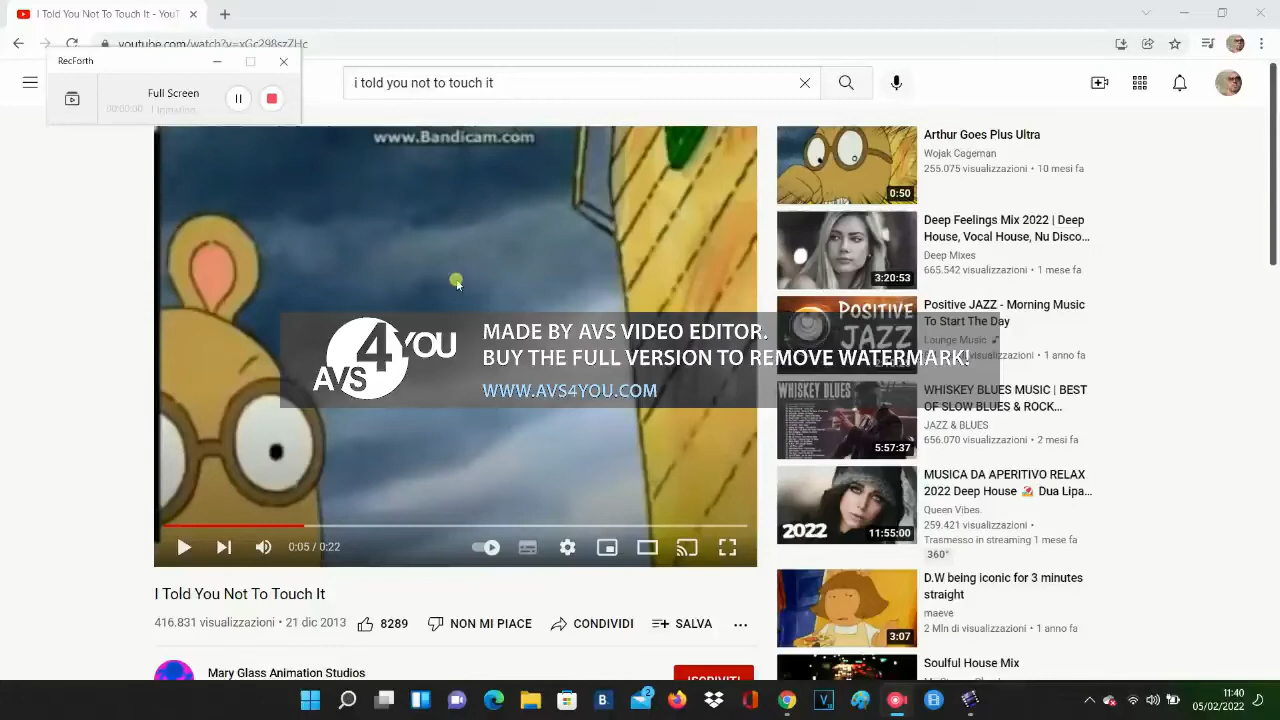 I Told You Not To Touch It - YouT
RecForth
Full Screen
i told you not to touch it
www.Bandicam.com
AVS4YOU
MADE BY AVS VIDEO EDITOR.
BUY THE FULL VERSION TO REMOVE WATERMARK!
WWW.AVS4YOU.COM
0:05 / 0:22
I Told You Not To Touch It
416.831 visualizzazioni • 21 dic 2013
8289
NON MI PIACE
CONDIVIDI
SALVA
Mary Glass Animation Studios
ISCRIVITI
0:50
Arthur Goes Plus Ultra
Wojak Cageman
255.075 visualizzazioni • 10 mesi fa
3:20:53
Deep Feelings Mix 2022 | Deep
House, Vocal House, Nu Disco...
Deep Mixes
665.542 visualizzazioni • 1 mese fa
POSITIVE
JAZZ
Positive JAZZ - Morning Music
To Start The Day
Lounge Music
visualizzazioni • 1 anno fa
WHISKEY BLUES
5:57:37
WHISKEY BLUES MUSIC | BEST
OF SLOW BLUES & ROCK...
JAZZ & BLUES
656.070 visualizzazioni • 2 mesi fa
2022
11:55:00
MUSICA DA APERITIVO RELAX
2022 Deep House 🏖 Dua Lipa...
Queen Vibes.
259.421 visualizzazioni •
Trasmesso in streaming 1 mese fa
360°
3:07
D.W being iconic for 3 minutes
straight
maeve
2 Mln di visualizzazioni • 1 anno fa
Soulful House Mix
2
11:40
05/02/2022